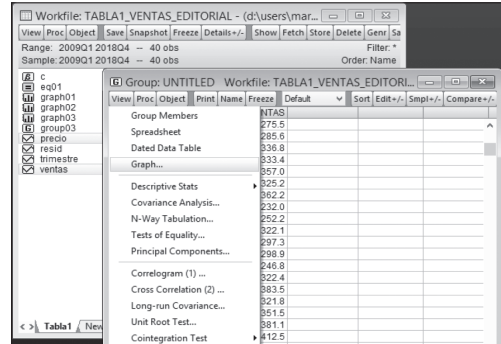 Workfile: TABLA1_VENTAS_EDITORIAL - (d:\users\mar...
View Proc Object Save Snapshot Freeze Details+/- Show Fetch Store Delete Genr Sa
Range: 2009Q1 2018Q4 -- 40 obs Filter: *
Sample: 2009Q1 2018Q4 -- 40 obs Order: Name
c
eq01
graph01
graph02
graph03
group03
precio
resid
trimestre
ventas
Tabla1 New
G Group: UNTITLED Workfile: TABLA1_VENTAS_EDITORI...
View Proc Object Print Name Freeze Default Sort Edit+/- Smpl+/- Compare+/-
Group Members
Spreadsheet
Dated Data Table
Graph...
Descriptive Stats
Covariance Analysis...
N-Way Tabulation...
Tests of Equality...
Principal Components...
Correlogram (1) ...
Cross Correlation (2) ...
Long-run Covariance...
Unit Root Test...
Cointegration Test
NTAS
275.5
285.6
336.8
333.4
357.0
325.2
362.2
232.0
252.2
322.1
297.3
298.9
246.8
322.4
383.5
321.8
351.5
381.1
412.5